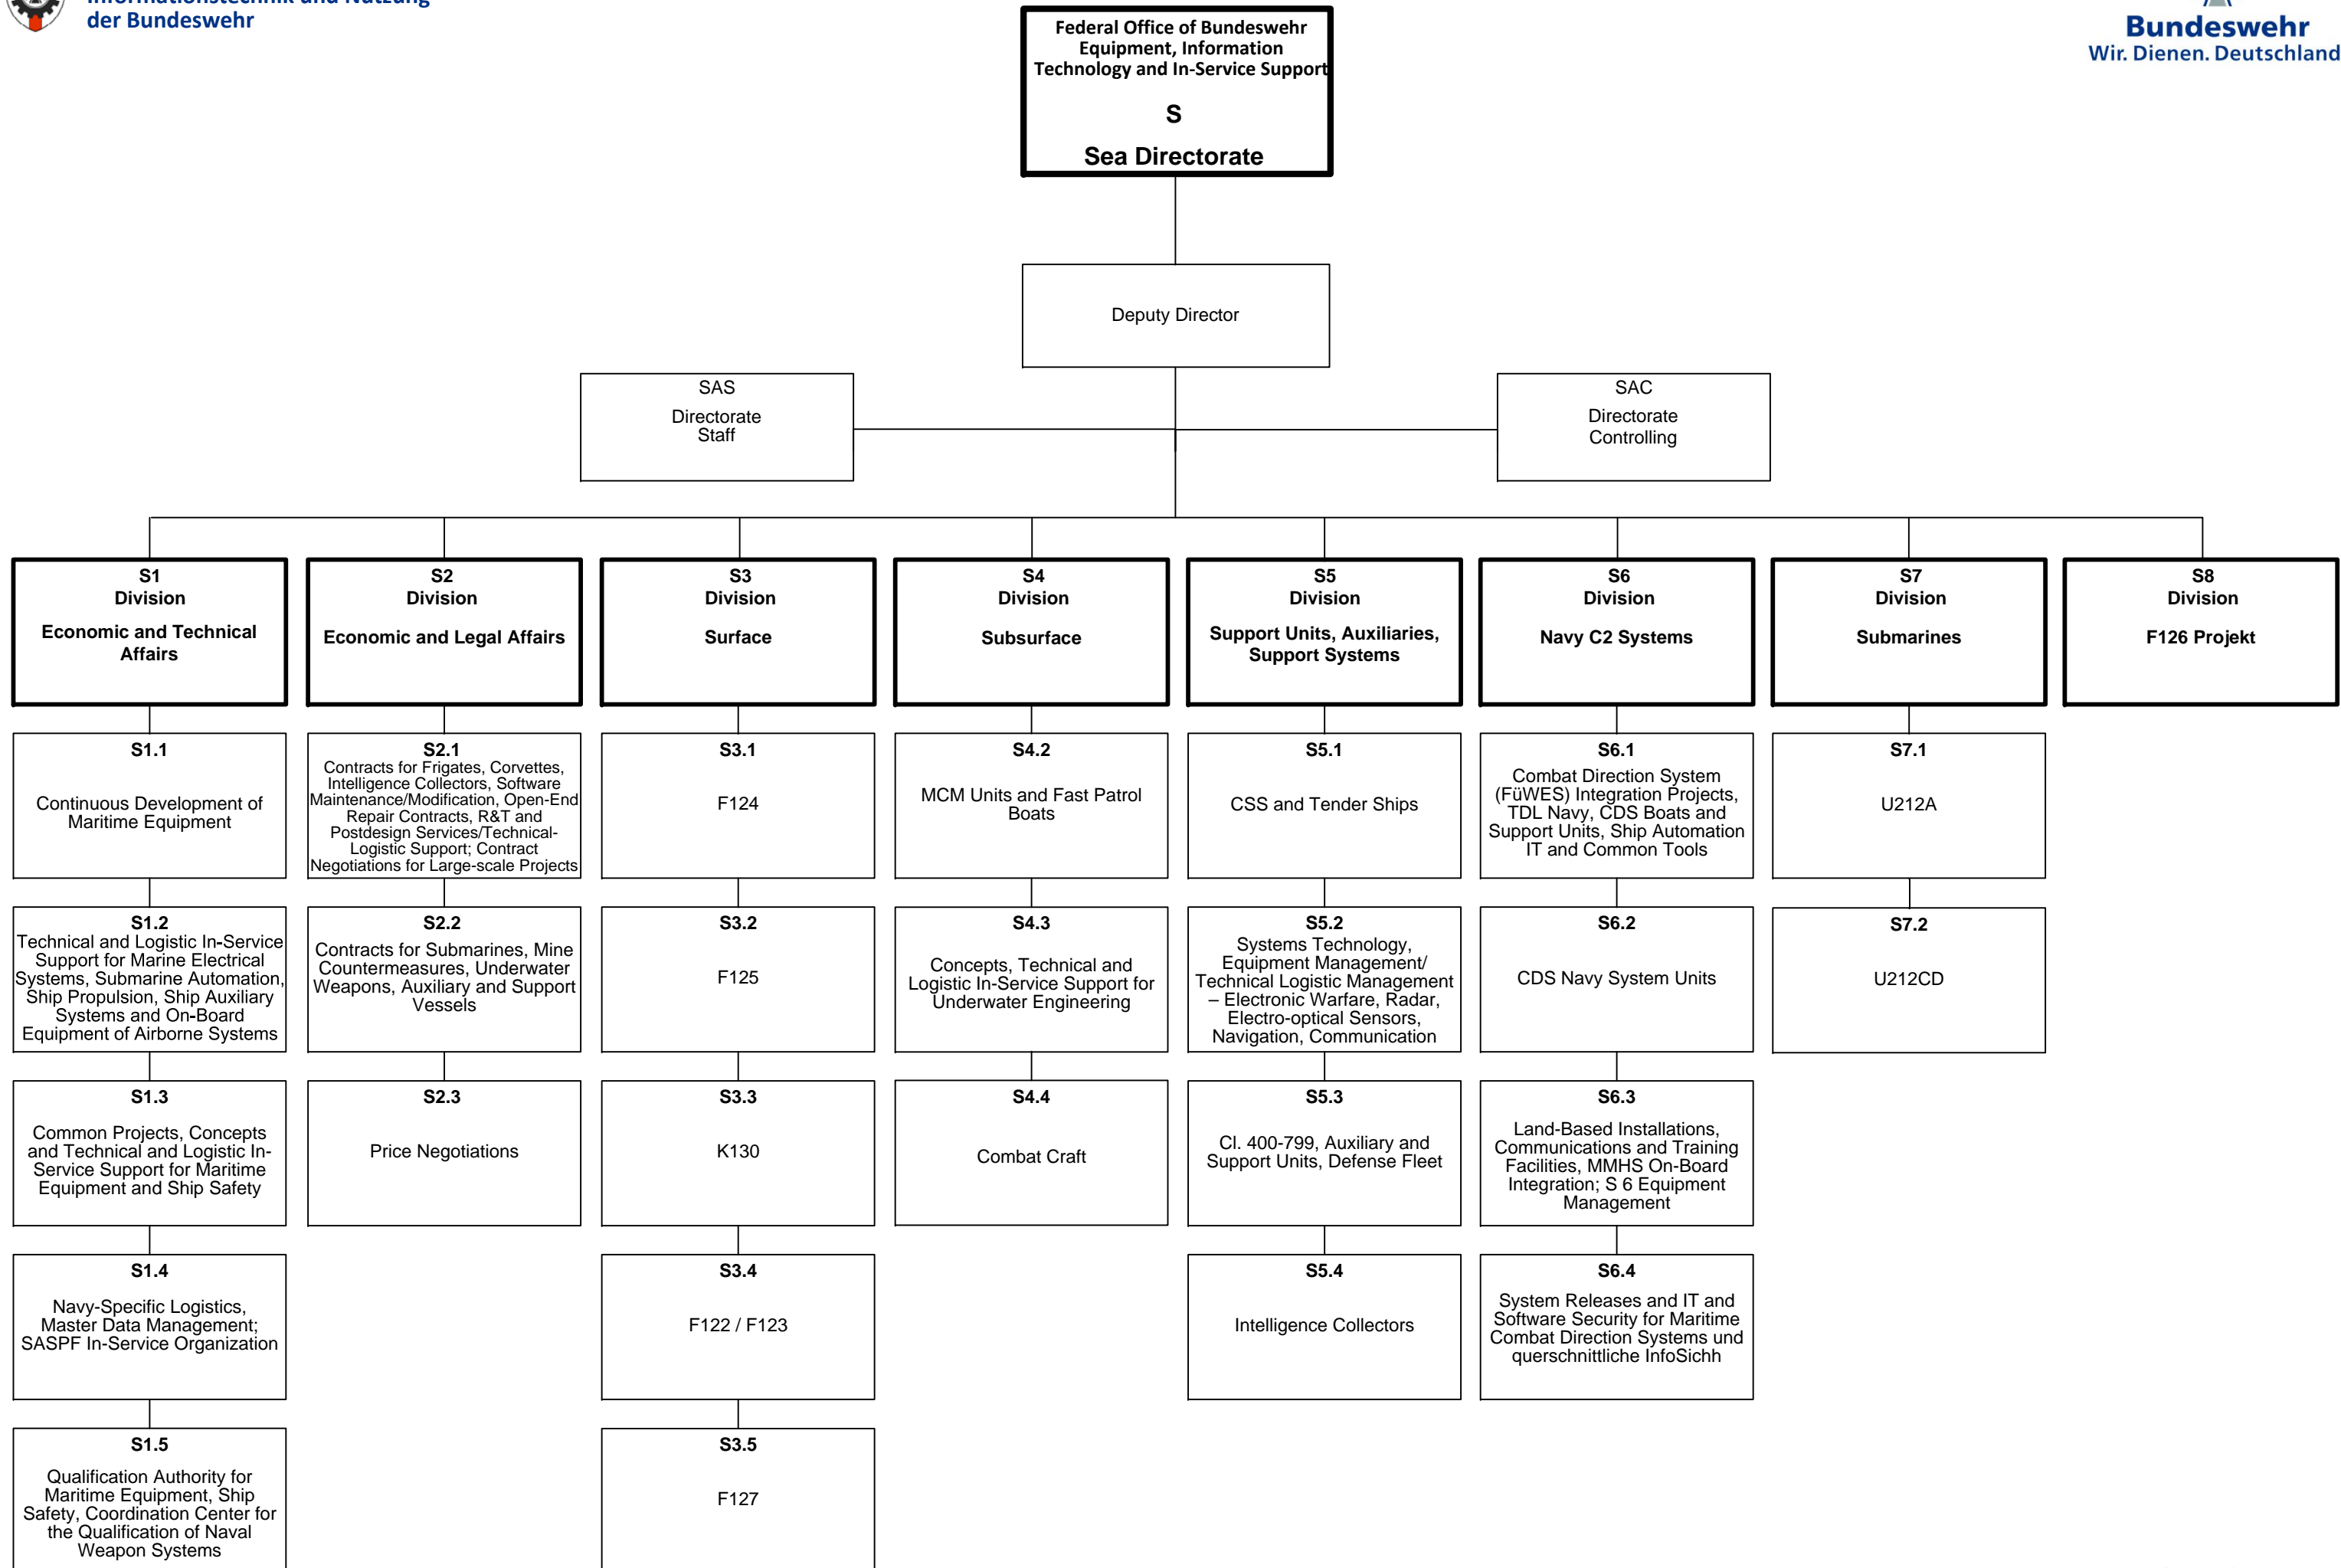 Informationstechnik und Nutzung
der Bundeswehr
Bundeswehr
Wir. Dienen. Deutschland
Federal Office of Bundeswehr
Equipment, Information
Technology and In-Service Support
S
Sea Directorate
Deputy Director
SAS
Directorate
Staff
SAC
Directorate
Controlling
S1
Division
Economic and Technical
Affairs
S2
Division
Economic and Legal Affairs
S3
Division
Surface
S4
Division
Subsurface
S5
Division
Support Units, Auxiliaries,
Support Systems
S6
Division
Navy C2 Systems
S7
Division
Submarines
S8
Division
F126 Projekt
S1.1
Continuous Development of
Maritime Equipment
S2.1
Contracts for Frigates, Corvettes,
Intelligence Collectors, Software
Maintenance/Modification, Open-End
Repair Contracts, R&T and
Postdesign Services/Technical-
Logistic Support; Contract
Negotiations for Large-scale Projects
S3.1
F124
S4.2
MCM Units and Fast Patrol
Boats
S5.1
CSS and Tender Ships
S6.1
Combat Direction System
(FüWES) Integration Projects,
TDL Navy, CDS Boats and
Support Units, Ship Automation
IT and Common Tools
S7.1
U212A
S1.2
Technical and Logistic In-Service
Support for Marine Electrical
Systems, Submarine Automation,
Ship Propulsion, Ship Auxiliary
Systems and On-Board
Equipment of Airborne Systems
S2.2
Contracts for Submarines, Mine
Countermeasures, Underwater
Weapons, Auxiliary and Support
Vessels
S3.2
F125
S4.3
Concepts, Technical and
Logistic In-Service Support for
Underwater Engineering
S5.2
Systems Technology,
Equipment Management/
Technical Logistic Management
– Electronic Warfare, Radar,
Electro-optical Sensors,
Navigation, Communication
S6.2
CDS Navy System Units
S7.2
U212CD
S1.3
Common Projects, Concepts
and Technical and Logistic In-
Service Support for Maritime
Equipment and Ship Safety
S2.3
Price Negotiations
S3.3
K130
S4.4
Combat Craft
S5.3
Cl. 400-799, Auxiliary and
Support Units, Defense Fleet
S6.3
Land-Based Installations,
Communications and Training
Facilities, MMHS On-Board
Integration; S 6 Equipment
Management
S1.4
Navy-Specific Logistics,
Master Data Management;
SASPF In-Service Organization
S3.4
F122 / F123
S5.4
Intelligence Collectors
S6.4
System Releases and IT and
Software Security for Maritime
Combat Direction Systems und
querschnittliche InfoSichh
S1.5
Qualification Authority for
Maritime Equipment, Ship
Safety, Coordination Center for
the Qualification of Naval
Weapon Systems
S3.5
F127